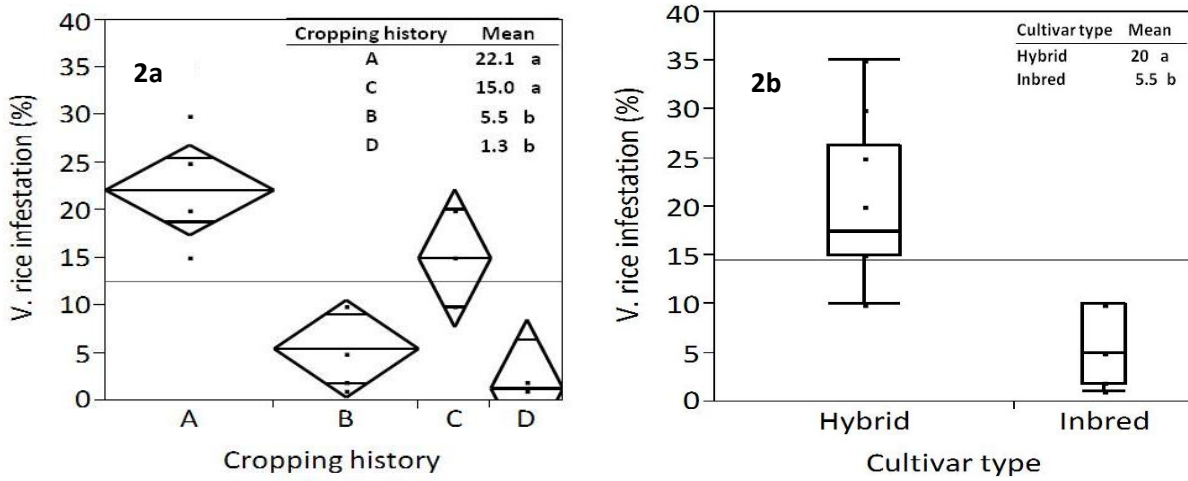 2a
V. rice infestation (%)
40
35
30
25
20
15
10
5
0
Cropping history Mean
A 22.1 a
C 15.0 a
B 5.5 b
D 1.3 b
A B C D
Cropping history
2b
V. rice infestation (%)
40
35
30
25
20
15
10
5
0
Cultivar type Mean
Hybrid 20 a
Inbred 5.5 b
Hybrid Inbred
Cultivar type